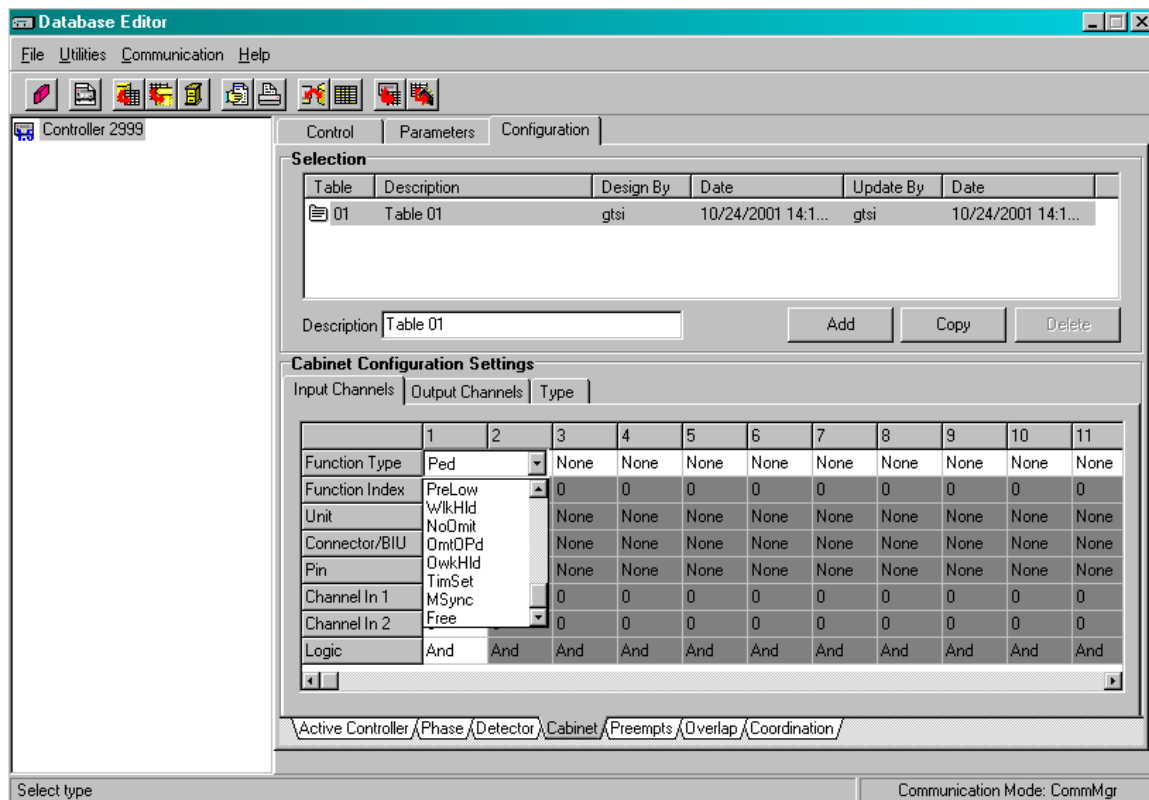 Database Editor
File Utilities Communication Help
Controller 2999
Control Parameters Configuration
Selection
Table Description Design By Date Update By Date
01 Table 01 gtsi 10/24/2001 14:1... gtsi 10/24/2001 14:1...
Description Table 01 Add Copy Delete
Cabinet Configuration Settings
Input Channels Output Channels Type
1 2 3 4 5 6 7 8 9 10 11
Function Type Ped None None None None None None None None None
Function Index 0 0 0 0 0 0 0 0 0
Unit None None None None None None None None None
Connector/BIU None None None None None None None None None
Pin None None None None None None None None None
Channel In 1 0 0 0 0 0 0 0 0 0
Channel In 2 0 0 0 0 0 0 0 0 0
Logic And And And And And And And And And And And
PreLow
WlkHld
NoOmit
OmtOPd
OwkHld
TimSet
MSync
Free
Active Controller Phase Detector Cabinet Preempts Overlap Coordination
Select type Communication Mode: CommMgr